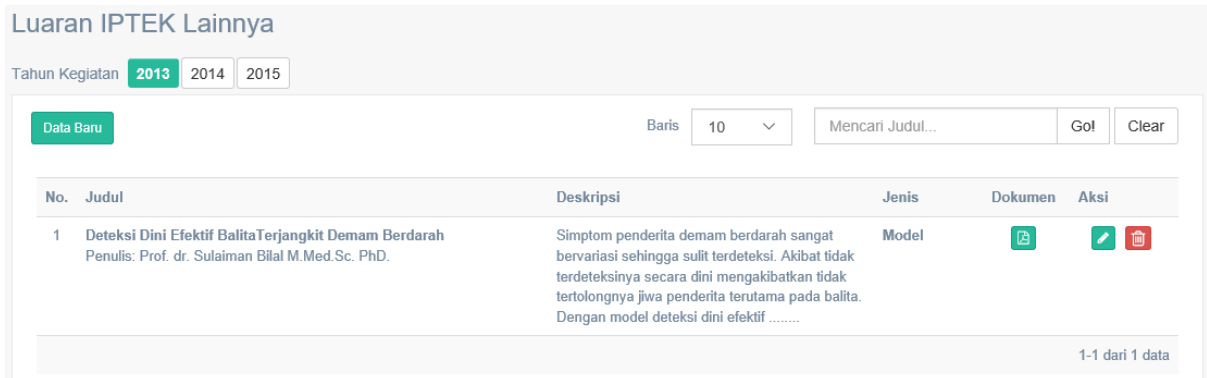 Luaran IPTEK Lainnya
Tahun Kegiatan 2013 2014 2015
Data Baru Baris 10 Mencari Judul... Go! Clear
No. Judul Deskripsi Jenis Dokumen Aksi
1 Deteksi Dini Efektif BalitaTerjangkit Demam Berdarah Simptom penderita demam berdarah sangat Model
Penulis: Prof. dr. Sulaiman Bilal M.Med.Sc. PhD. bervariasi sehingga sulit terdeteksi. Akibat tidak
terdeteksinya secara dini mengakibatkan tidak
tertolongnya jiwa penderita terutama pada balita.
Dengan model deteksi dini efektif ........
1-1 dari 1 data